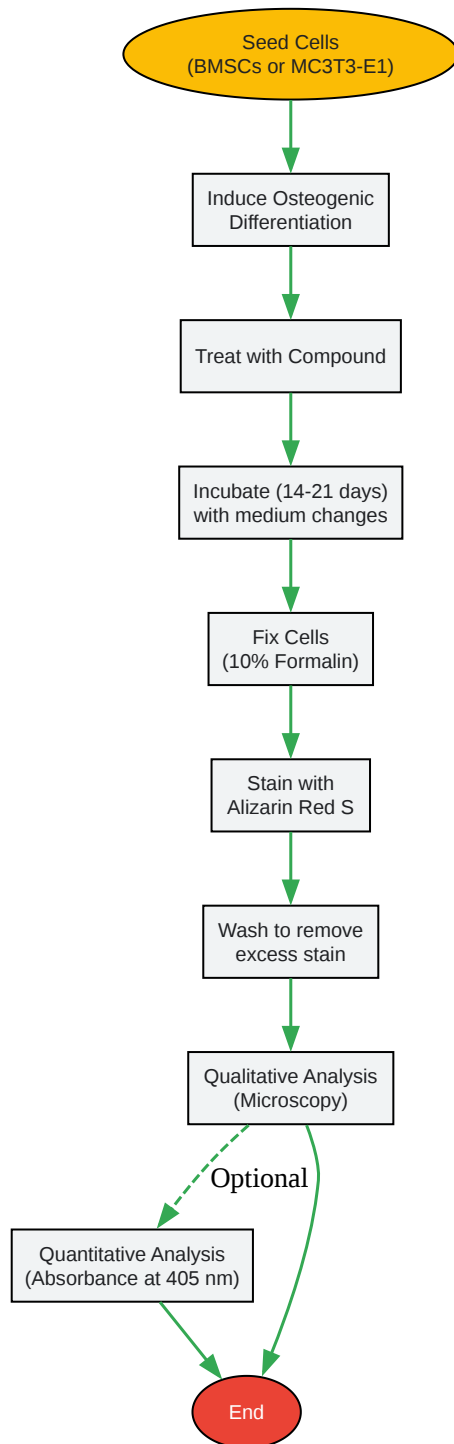 Seed Cells
(BMSCs or MC3T3-E1)
Induce Osteogenic
Differentiation
Treat with Compound
Incubate (14-21 days)
with medium changes
Fix Cells
(10% Formalin)
Stain with
Alizarin Red S
Wash to remove
excess stain
Qualitative Analysis
(Microscopy)
Optional
Quantitative Analysis
(Absorbance at 405 nm)
End